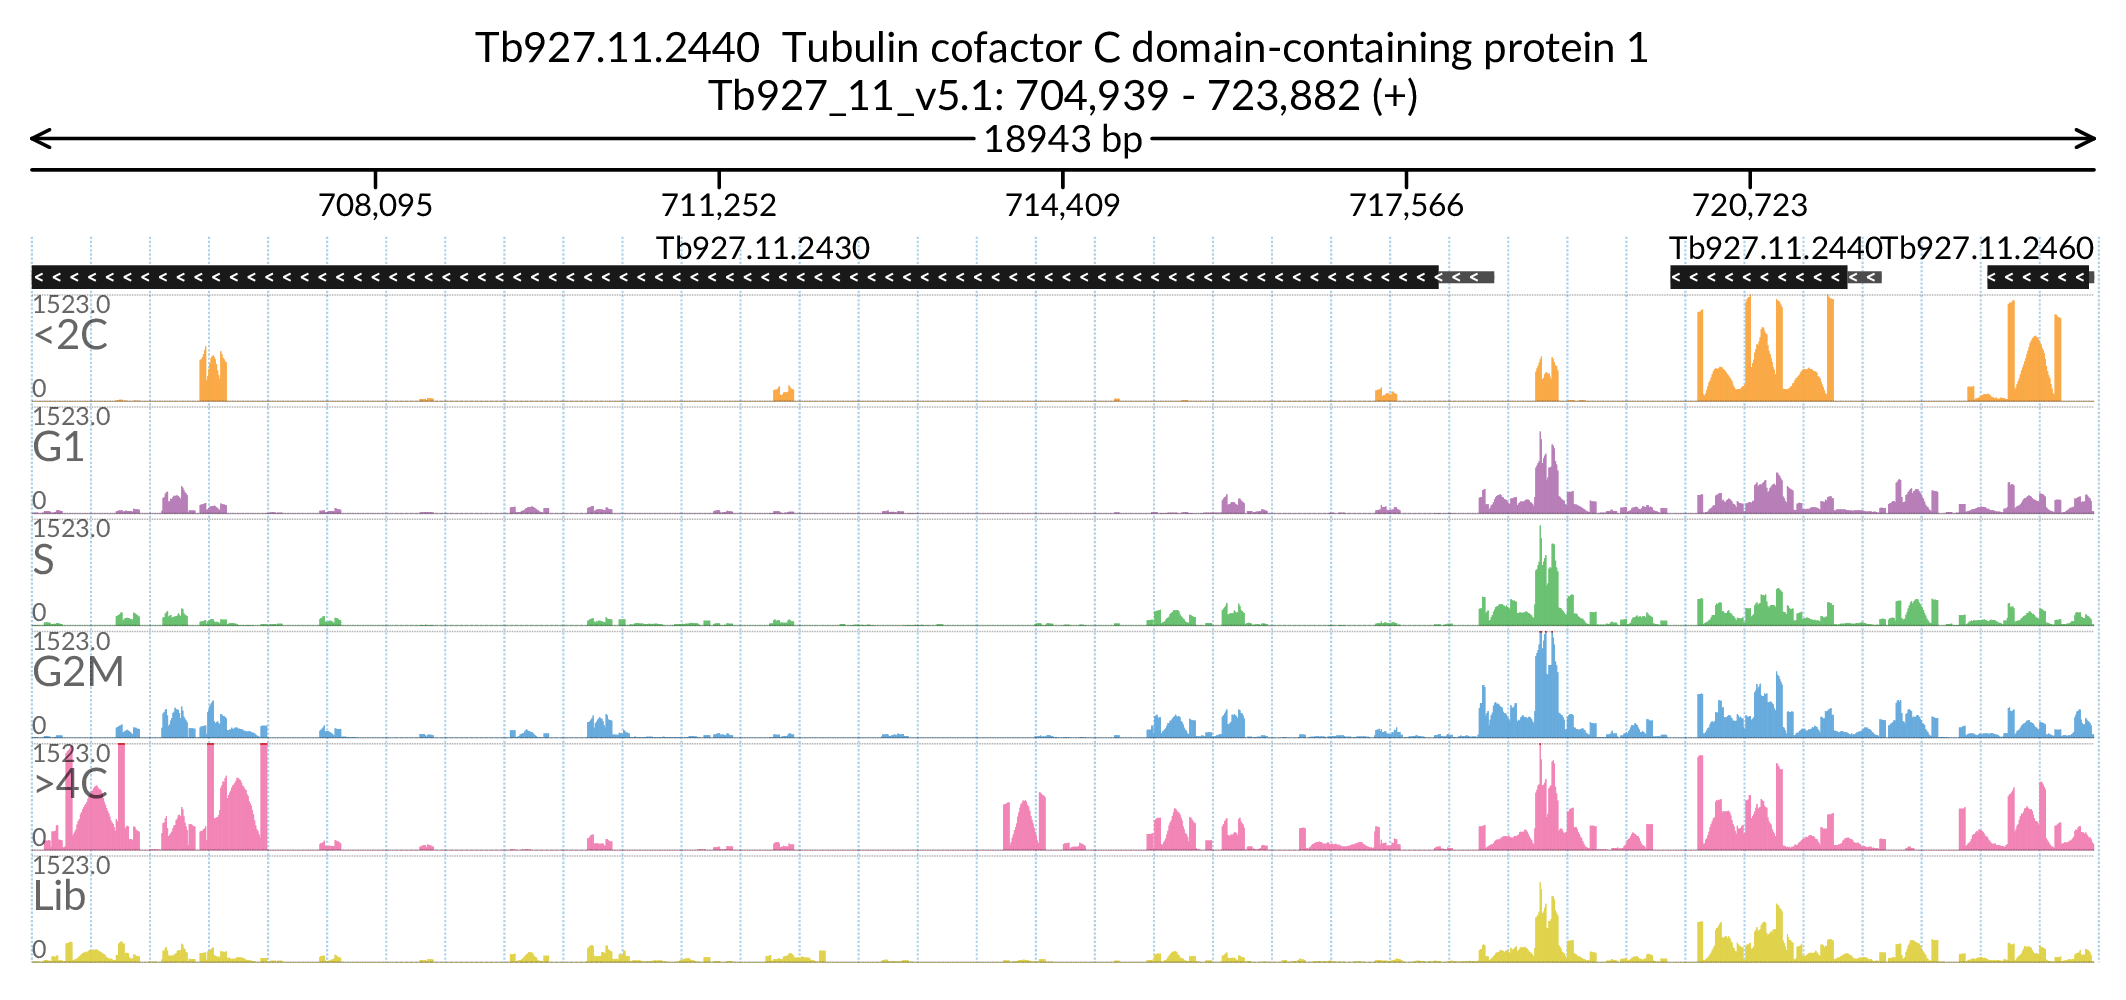 Tb927.11.2440  Tubulin cofactor C domain-containing protein 1
Tb927_11_v5.1: 704,939 - 723,882 (+)
18943 bp
708,095 711,252 714,409 717,566 720,723
Tb927.11.2430 Tb927.11.2440 Tb927.11.2460
1523.0
<2C
0
1523.0
G1
0
1523.0
S
0
1523.0
G2M
0
1523.0
>4C
0
1523.0
Lib
0